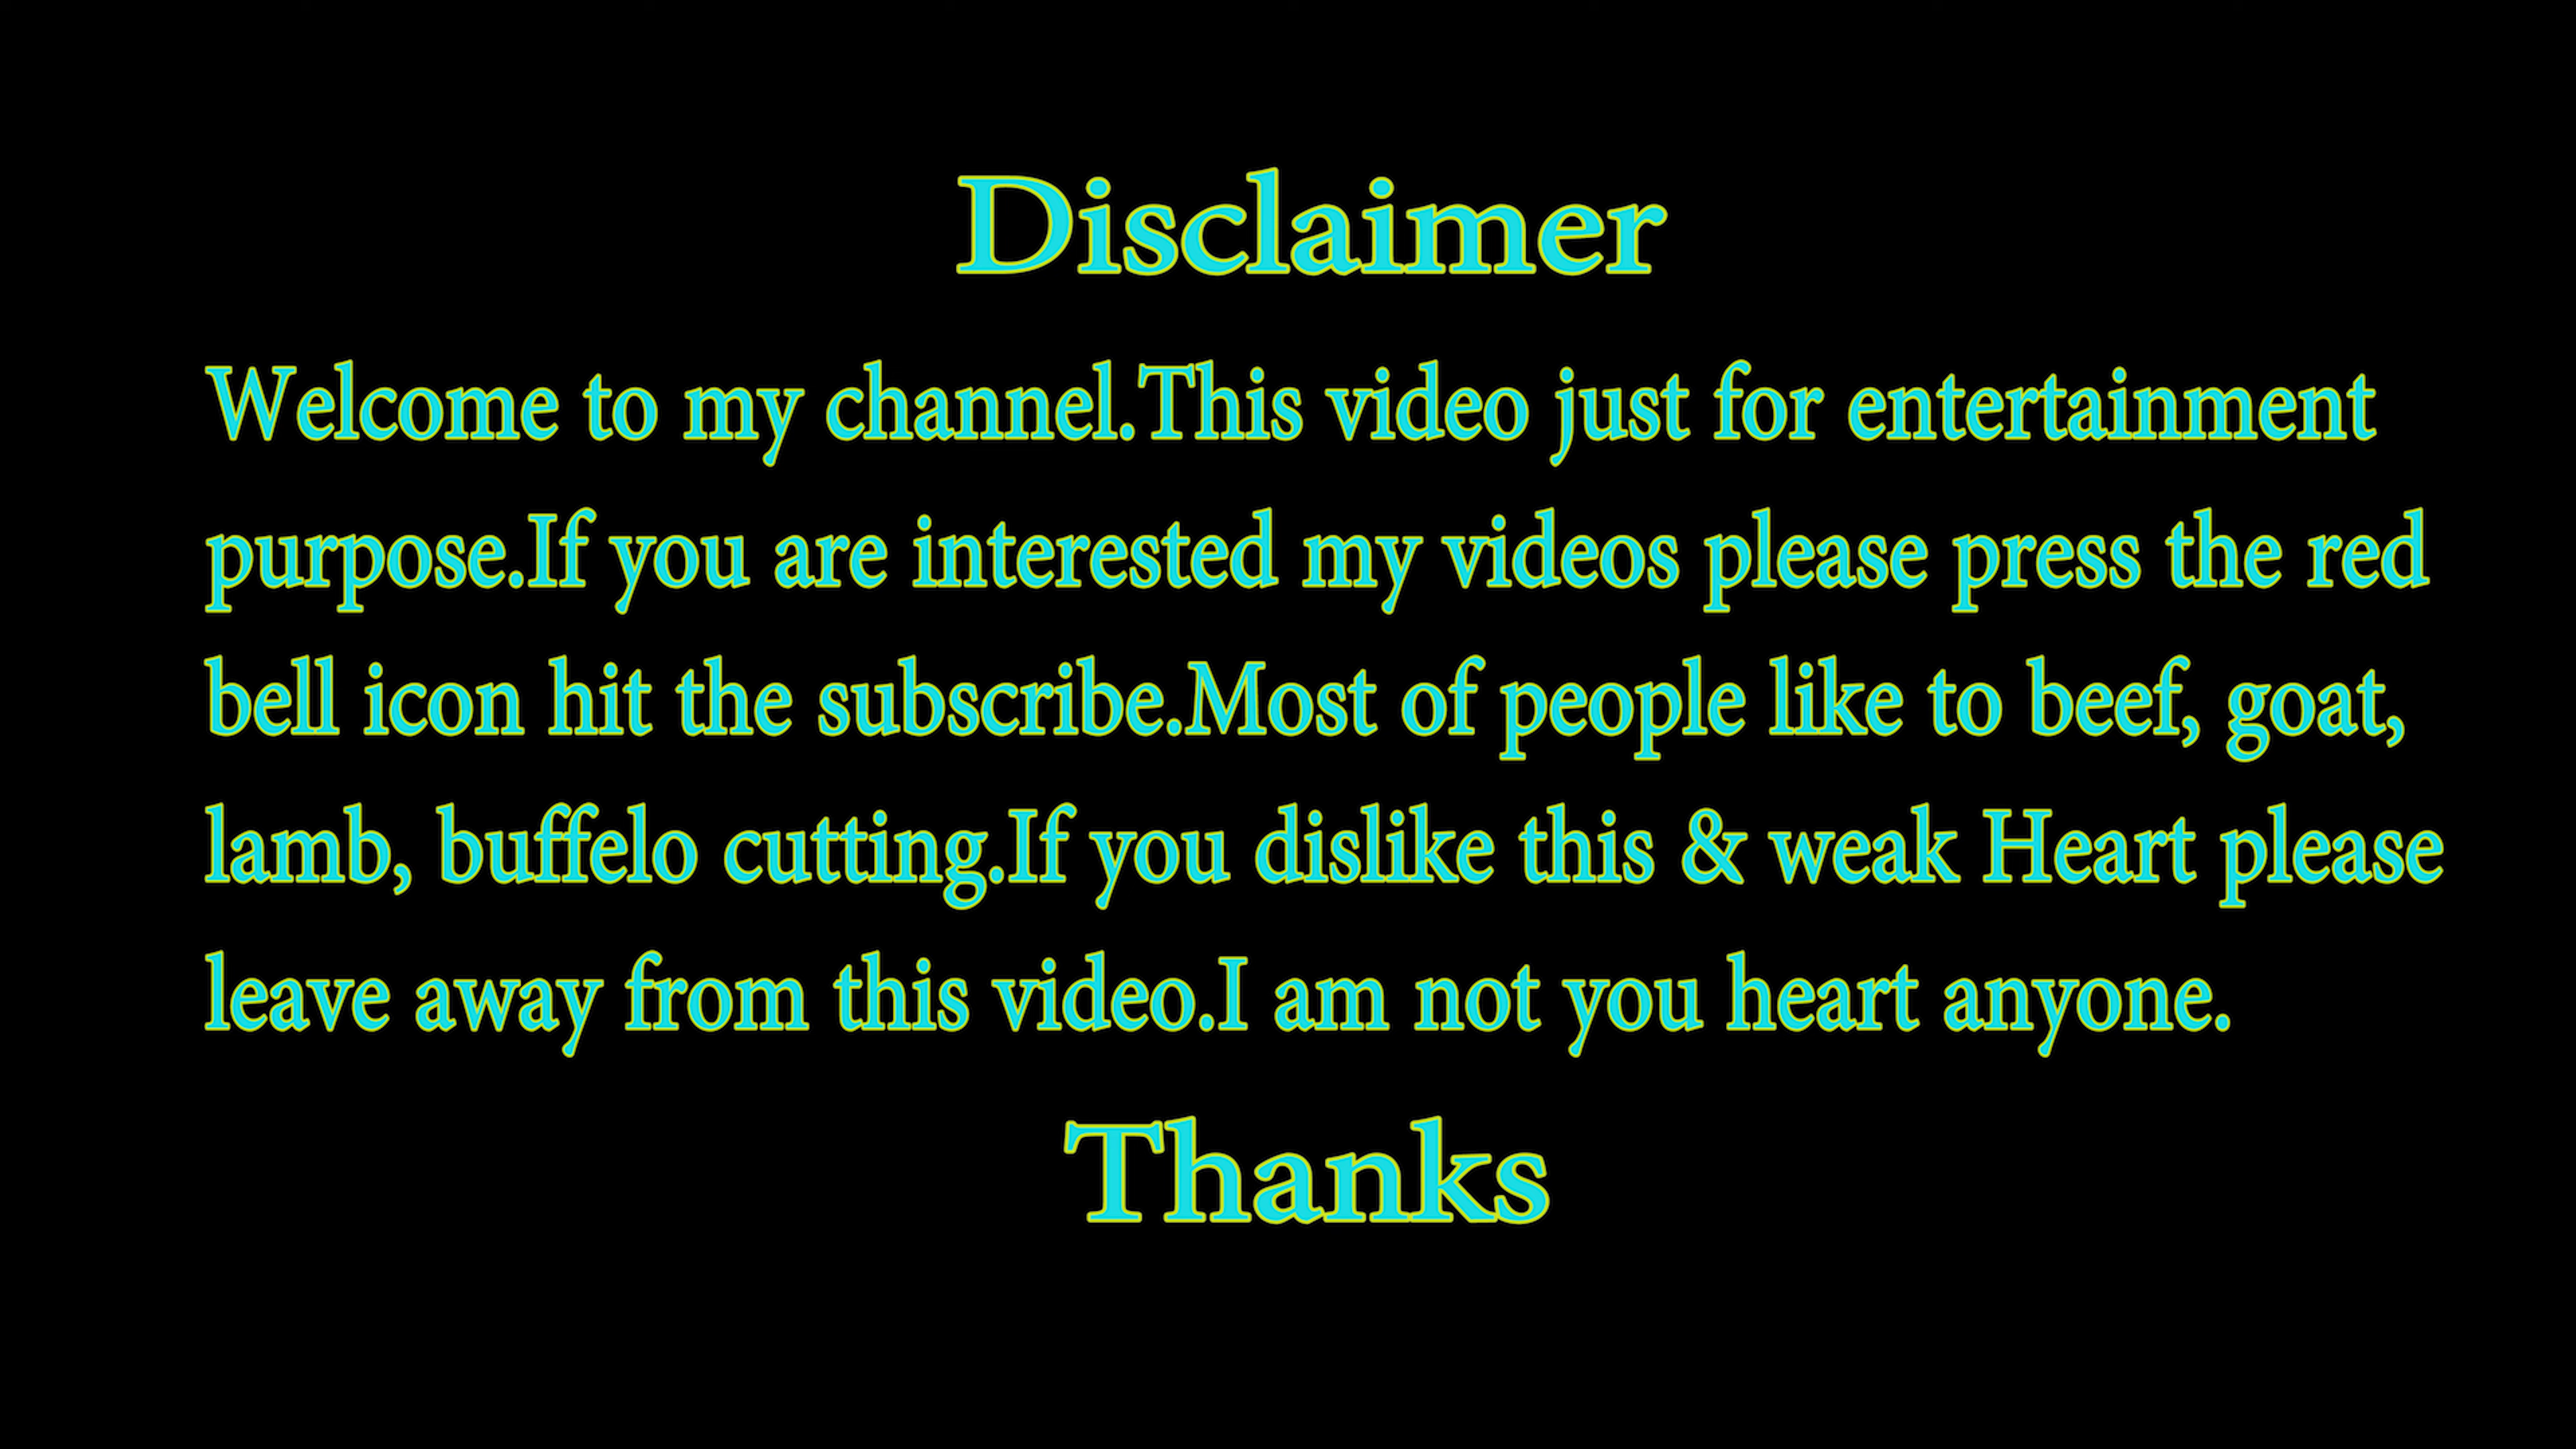 Disclaimer
Welcome to my channel.This video just for entertainment
purpose.If you are interested my videos please press the red
bell icon hit the subscribe.Most of people like to beef, goat,
lamb, buffelo cutting.If you dislike this & weak Heart please
leave away from this video.I am not you heart anyone.
Thanks